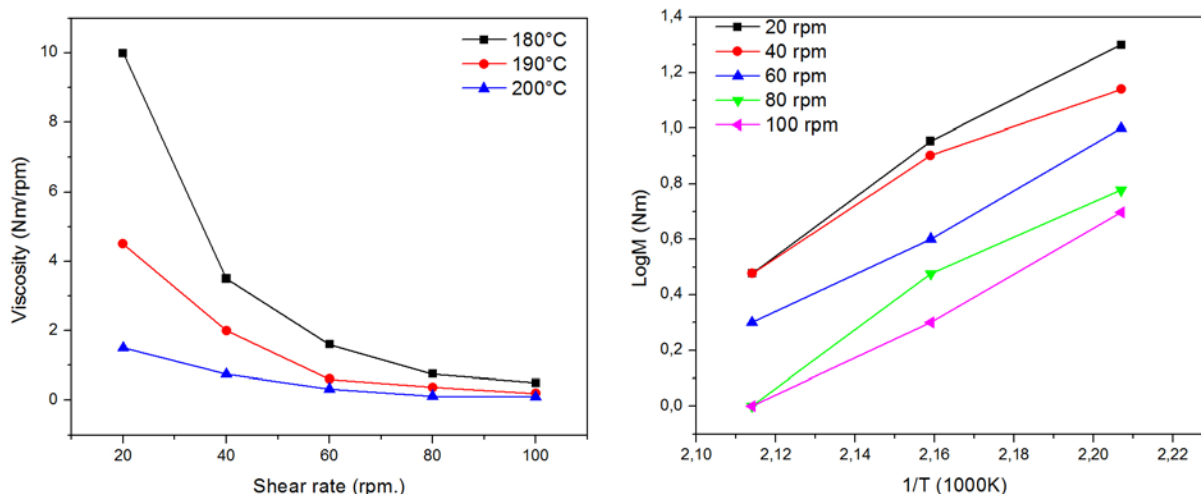 Viscosity (Nm/rpm)
10
8
6
4
2
0
180°C
190°C
200°C
20
40
60
80
100
Shear rate (rpm.)
LogM (Nm)
1,4
1,2
1,0
0,8
0,6
0,4
0,2
0,0
20 rpm
40 rpm
60 rpm
80 rpm
100 rpm
2,10
2,12
2,14
2,16
2,18
2,20
2,22
1/T (1000K)